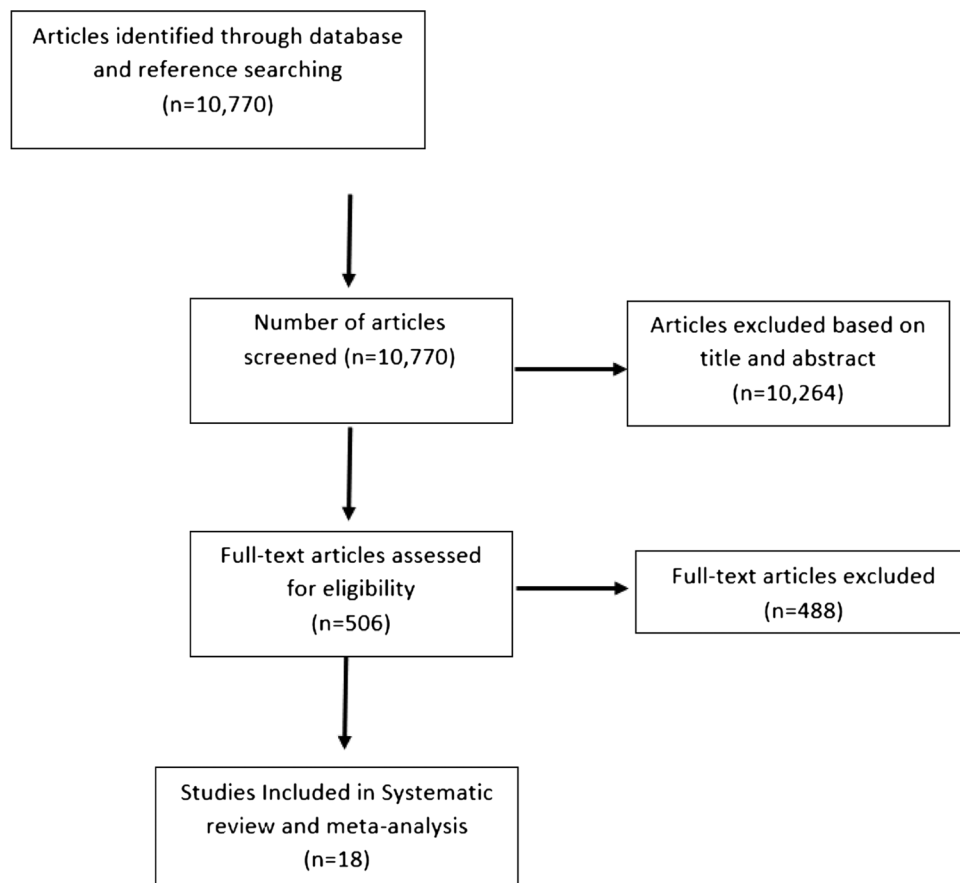 Articles identified through database
and reference searching
(n=10,770)
Number of articles
screened (n=10,770)
Articles excluded based on
title and abstract
(n=10,264)
Full-text articles assessed
for eligibility
(n=506)
Full-text articles excluded
(n=488)
Studies Included in Systematic
review and meta-analysis
(n=18)